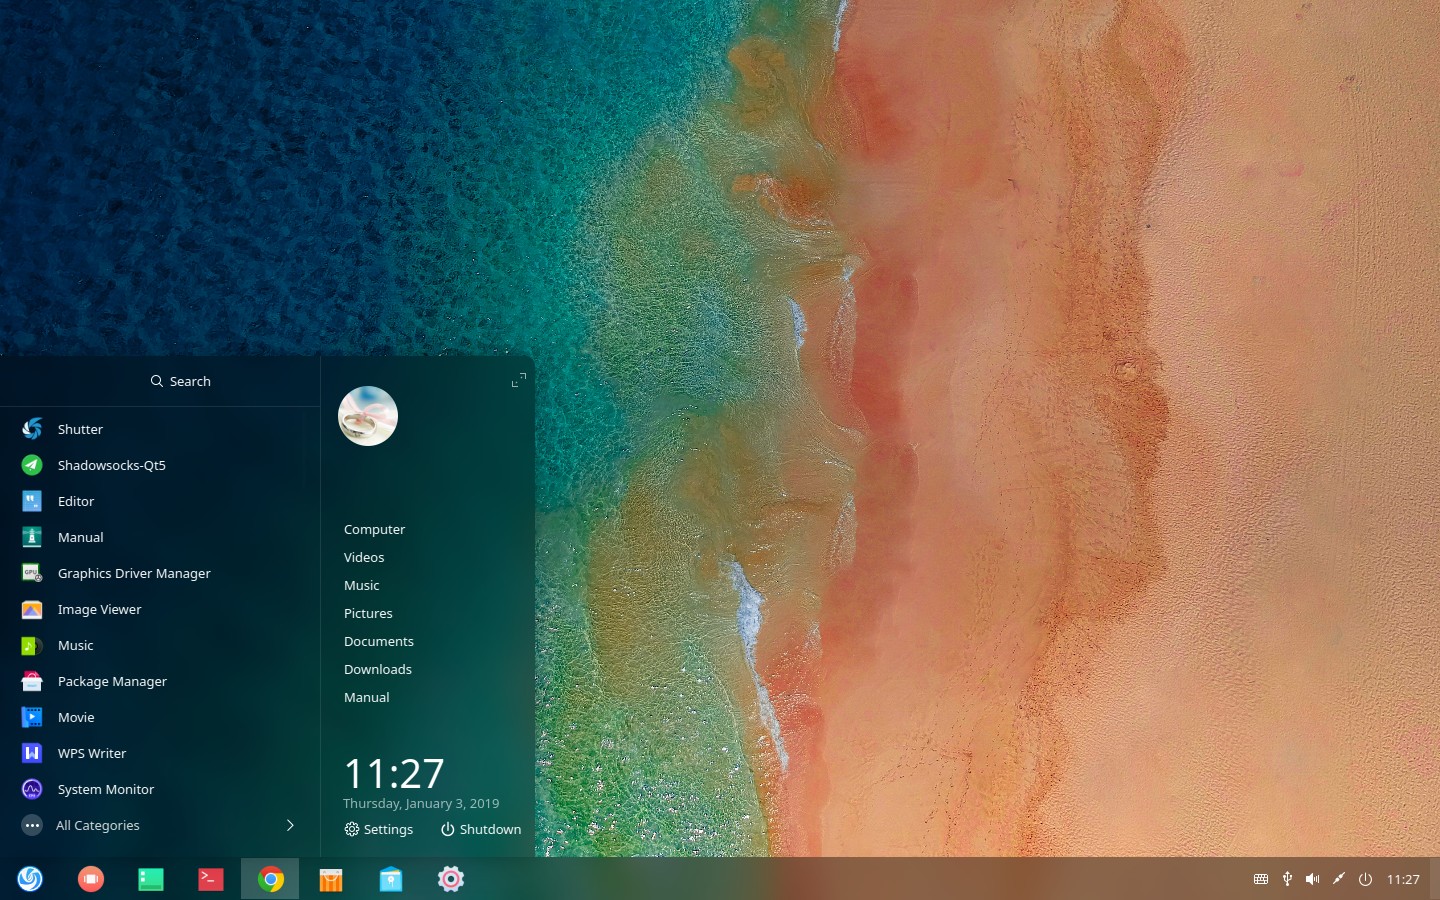 Search
Shutter
Shadowsocks-Qt5
Editor
Manual
Graphics Driver Manager
Image Viewer
Music
Package Manager
Movie
WPS Writer
System Monitor
All Categories
Computer
Videos
Music
Pictures
Documents
Downloads
Manual
11:27
Thursday, January 3, 2019
Settings
Shutdown
11:27